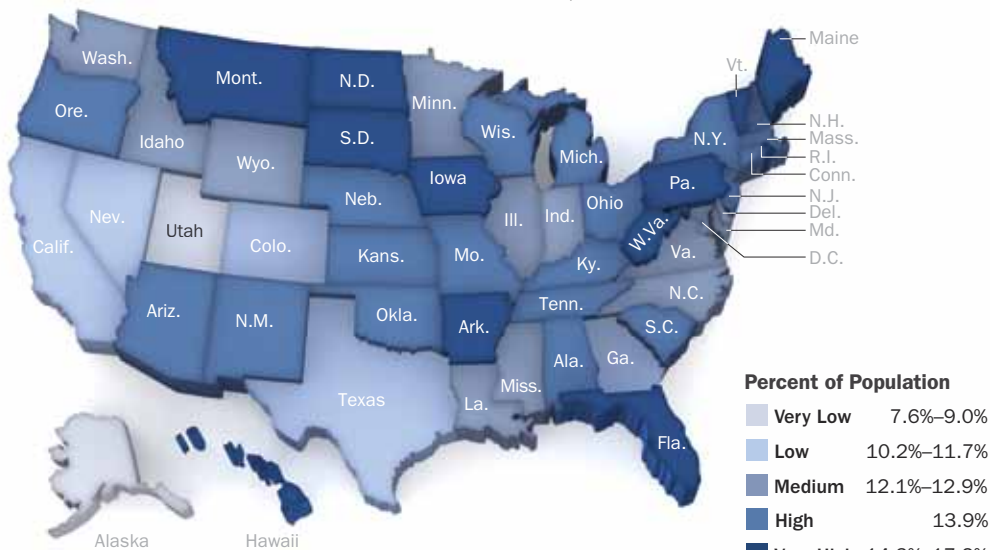 Maine
Wash.
Vt.
Mont.
N.D.
Minn.
Ore.
N.H.
Mass.
R.I.
Conn.
Idaho
S.D.
Wis.
N.Y.
Wyo.
Mich.
Iowa
Pa.
N.J.
Del.
Md.
D.C.
Neb.
Ohio
Nev.
Utah
Ill.
Ind.
W.Va.
Calif.
Colo.
Kans.
Mo.
Ky.
Va.
Ariz.
N.M.
Okla.
Ark.
Tenn.
N.C.
S.C.
Texas
La.
Miss.
Ala.
Ga.
Fla.
Alaska
Hawaii
Percent of Population
Very Low 7.6%–9.0%
Low 10.2%–11.7%
Medium 12.1%–12.9%
High 13.9%